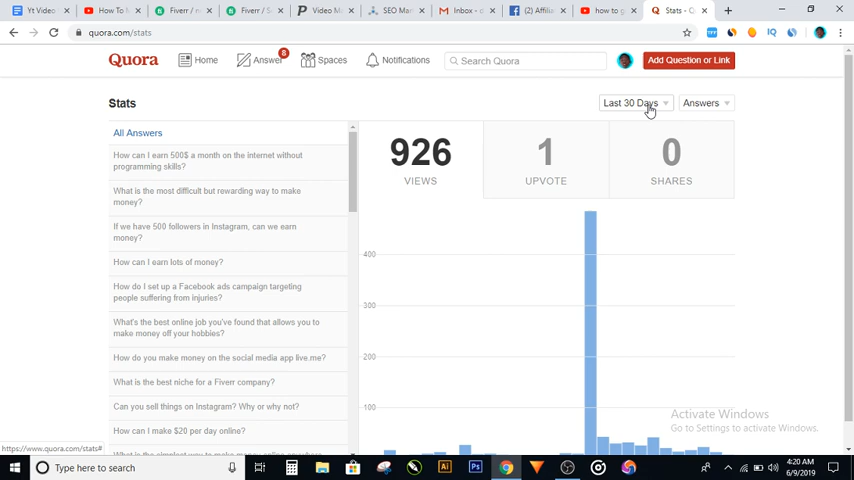 Yt Video
How To M
Fiverr / 
Fiverr / S
Video M
SEO Man
Inbox - d
(2) Affilia
how to g
Stats - Q
quora.com/stats
Quora
Home
Answer
8
Spaces
Notifications
Search Quora
Add Question or Link
Stats
Last 30 Days
Answers
All Answers
How can I earn 500$ a month on the internet without
programming skills?
What is the most difficult but rewarding way to make
money?
If we have 500 followers in Instagram, can we earn
money?
How can I earn lots of money?
How do I set up a Facebook ads campaign targeting
people suffering from injuries?
What's the best online job you've found that allows you to
make money off your hobbies?
How do you make money on the social media app live.me?
What is the best niche for a Fiverr company?
Can you sell things on Instagram? Why or why not?
How can I make $20 per day online?
926
VIEWS
1
UPVOTE
0
SHARES
400
300
200
100
Activate Windows
Go to Settings to activate Windows.
https://www.quora.com/stats#
Type here to search
4:20 AM
6/9/2019